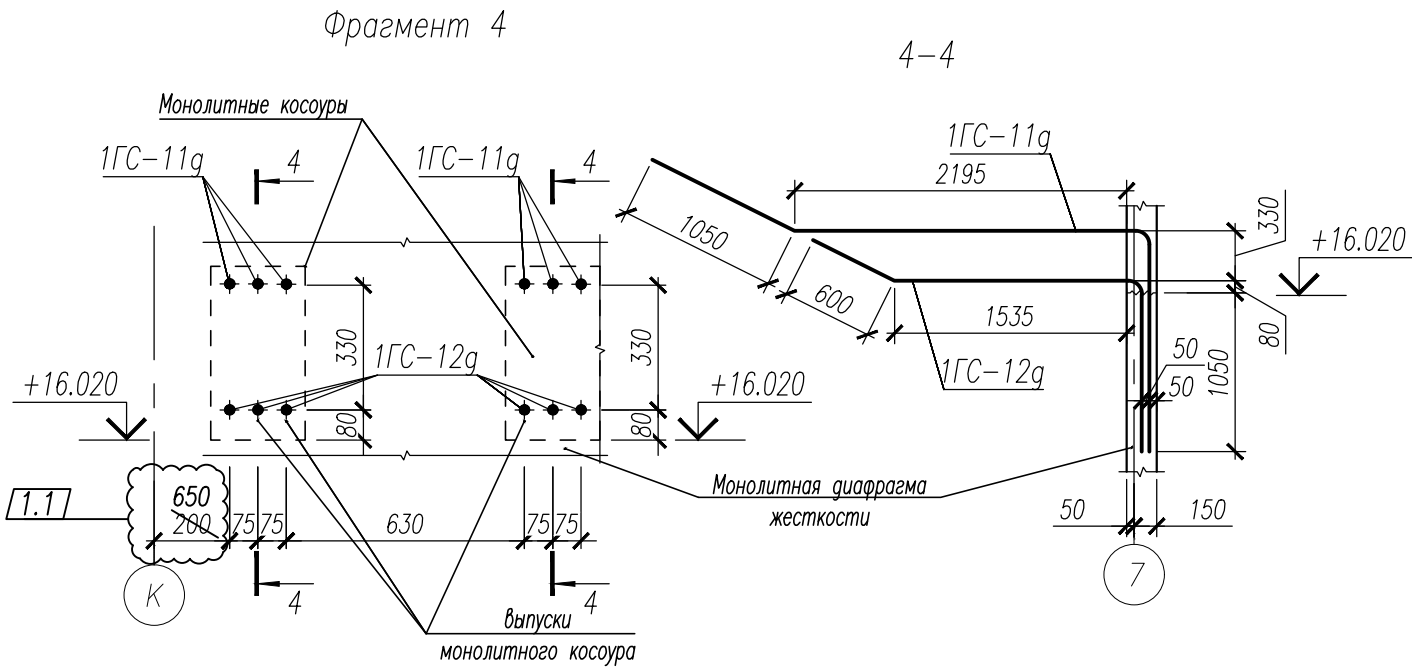 Фрагмент 4
4-4
Монолитные косоуры
1ГС-11g
4
1ГС-11g
4
1ГС-11g
2195
1050
330
+16.020
600
1535
80
330
1ГС-12g
330
1ГС-12g
50
50
1050
+16.020
80
80
+16.020
1.1
650
200
75
75
630
75
75
Монолитная диафрагма
жесткости
50
150
К
4
4
7
выпуски
монолитного косоура